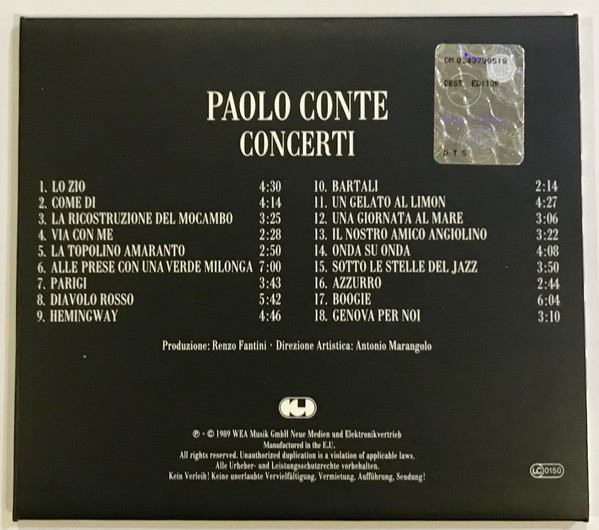 DM 0243790519
DEST. EDITOR
D T S
PAOLO CONTE
CONCERTI
1. LO ZIO 4:30
2. COME DI 4:14
3. LA RICOSTRUZIONE DEL MOCAMBO 3:25
4. VIA CON ME 2:28
5. LA TOPOLINO AMARANTO 2:50
6. ALLE PRESE CON UNA VERDE MILONGA 7:00
7. PARIGI 3:43
8. DIAVOLO ROSSO 5:42
9. HEMINGWAY 4:46
10. BARTALI 2:14
11. UN GELATO AL LIMON 4:27
12. UNA GIORNATA AL MARE 3:06
13. IL NOSTRO AMICO ANGIOLINO 3:22
14. ONDA SU ONDA 4:08
15. SOTTO LE STELLE DEL JAZZ 3:50
16. AZZURRO 2:44
17. BOOGIE 6:04
18. GENOVA PER NOI 3:10
Produzione: Renzo Fantini · Direzione Artistica: Antonio Marangolo
℗ · © 1989 WEA Musik GmbH Neue Medien und Elektronikvertrieb
Manufactured in the E.U.
All rights reserved. Unauthorized duplication is a violation of applicable laws.
Alle Urheber- und Leistungsschutzrechte vorbehalten.
Kein Verleih! Keine unerlaubte Vervielfältigung, Vermietung, Aufführung, Sendung!
LC 0150